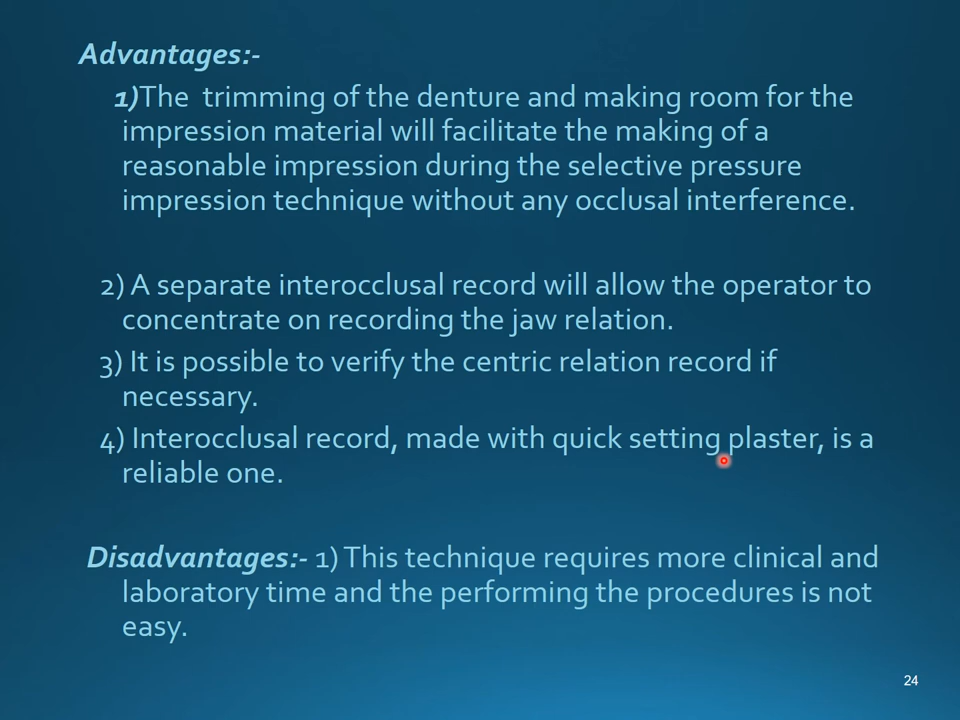 Advantages:-
1)The trimming of the denture and making room for the
impression material will facilitate the making of a
reasonable impression during the selective pressure
impression technique without any occlusal interference.
2) A separate interocclusal record will allow the operator to
concentrate on recording the jaw relation.
3) It is possible to verify the centric relation record if
necessary.
4) Interocclusal record, made with quick setting plaster, is a
reliable one.
Disadvantages:- 1) This technique requires more clinical and
laboratory time and the performing the procedures is not
easy.
24